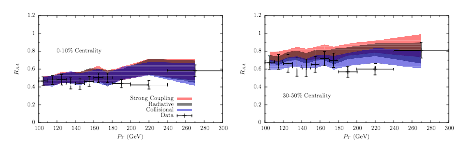 1.2
1
0.8
0.6
0.4
0.2
0
R_AA
0-10% Centrality
Strong Coupling
Radiative
Collisional
Data
100 120 140 160 180 200 220 240 260 280 300
P_T (GeV)
1.2
1
0.8
0.6
0.4
0.2
0
R_AA
30-50% Centrality
100 120 140 160 180 200 220 240 260 280 300
P_T (GeV)